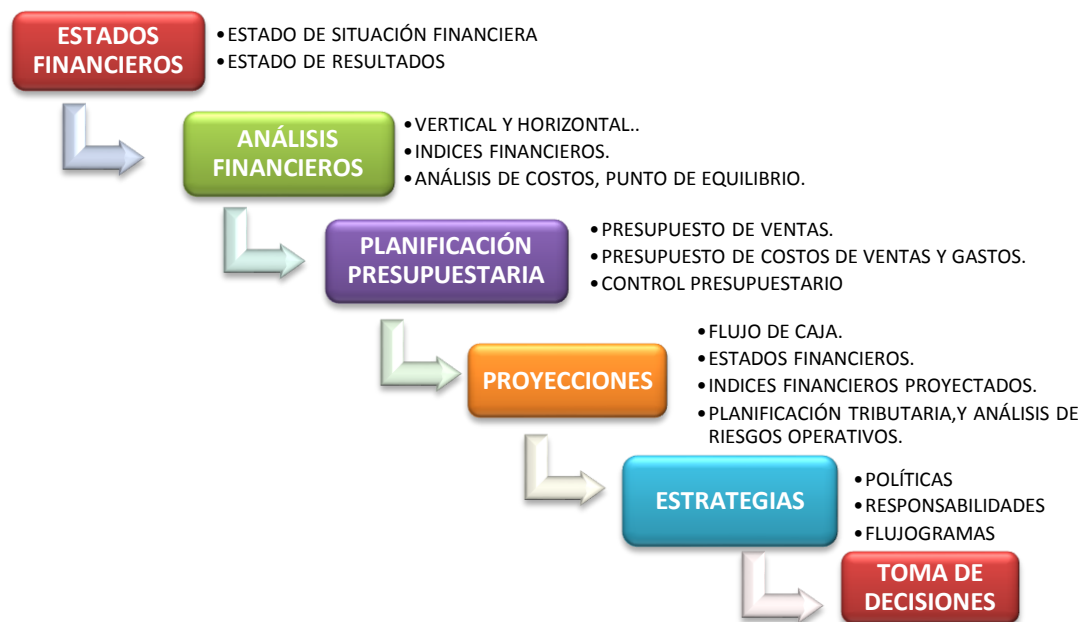 ESTADOS
FINANCIEROS
•ESTADO DE SITUACIÓN FINANCIERA
•ESTADO DE RESULTADOS
ANÁLISIS
FINANCIEROS
•VERTICAL Y HORIZONTAL..
•INDICES FINANCIEROS.
•ANÁLISIS DE COSTOS, PUNTO DE EQUILIBRIO.
PLANIFICACIÓN
PRESUPUESTARIA
•PRESUPUESTO DE VENTAS.
•PRESUPUESTO DE COSTOS DE VENTAS Y GASTOS.
•CONTROL PRESUPUESTARIO
PROYECCIONES
•FLUJO DE CAJA.
•ESTADOS FINANCIEROS.
•INDICES FINANCIEROS PROYECTADOS.
•PLANIFICACIÓN TRIBUTARIA,Y ANÁLISIS DE
RIESGOS OPERATIVOS.
ESTRATEGIAS
•POLÍTICAS
•RESPONSABILIDADES
•FLUJOGRAMAS
TOMA DE
DECISIONES